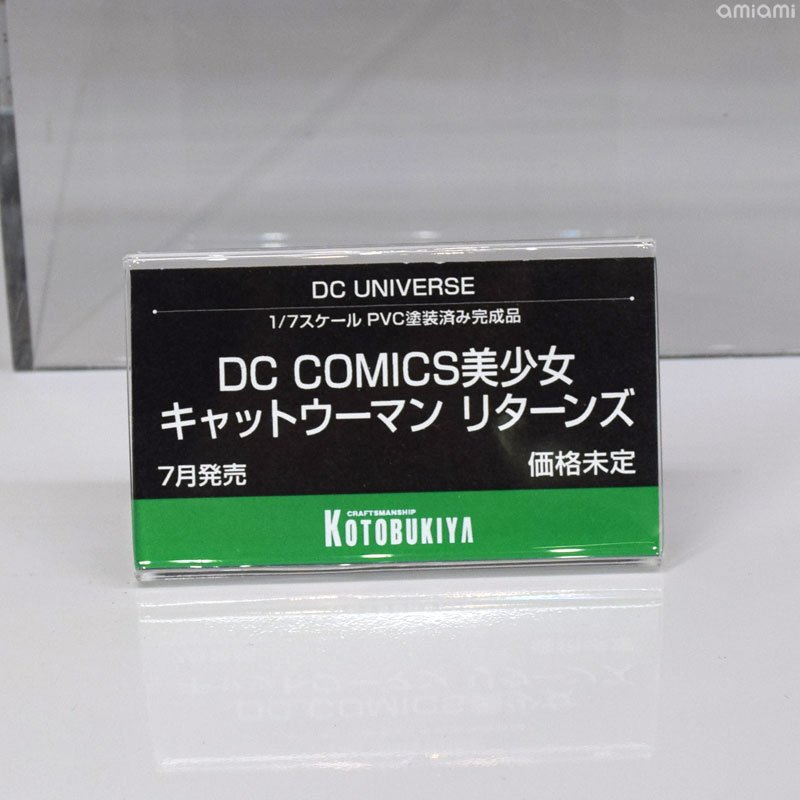 amiami
DC UNIVERSE
1/7スケール PVC塗装済み完成品
DC COMICS美少女
キャットウーマン リターンズ
7月発売
価格未定
CRAFTSMANSHIP
KOTOBUKIYA